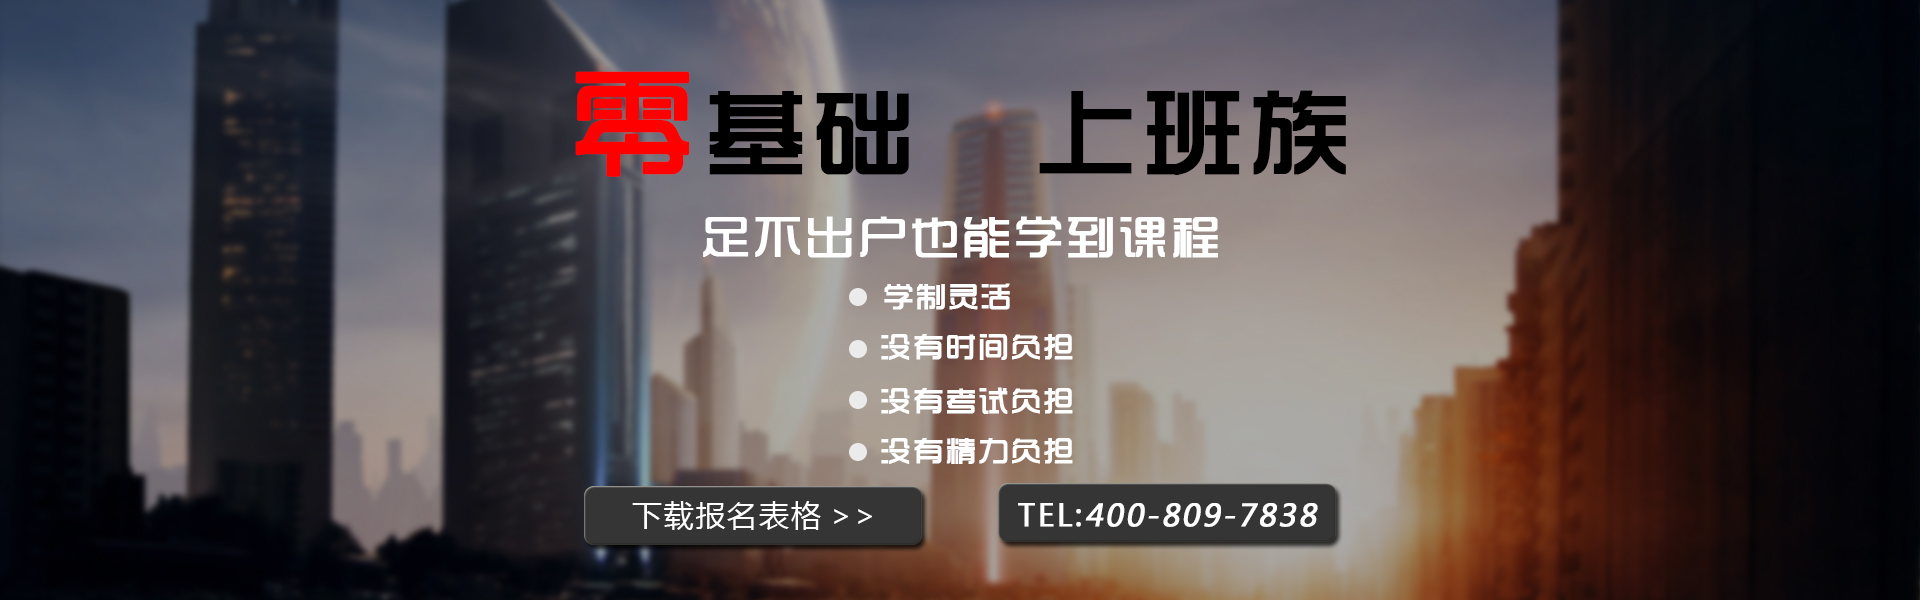 零基础 上班族
足不出户也能学到课程
学制灵活
没有时间负担
没有考试负担
没有精力负担
下载报名表格 >>
TEL:400-809-7838